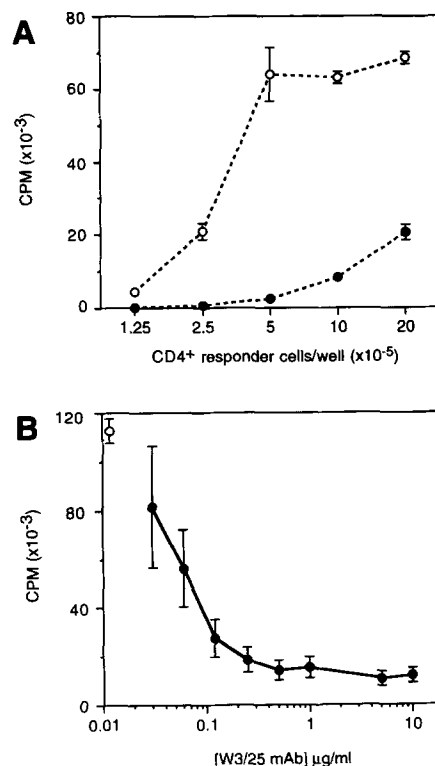 A
80
60
40
20
0
CPM (x10-3)
1.25 2.5 5 10 20
CD4+ responder cells/well (x10-5)
B
120
80
40
0
CPM (x10-3)
0.01 0.1 1 10
[W3/25 mAb] µg/ml